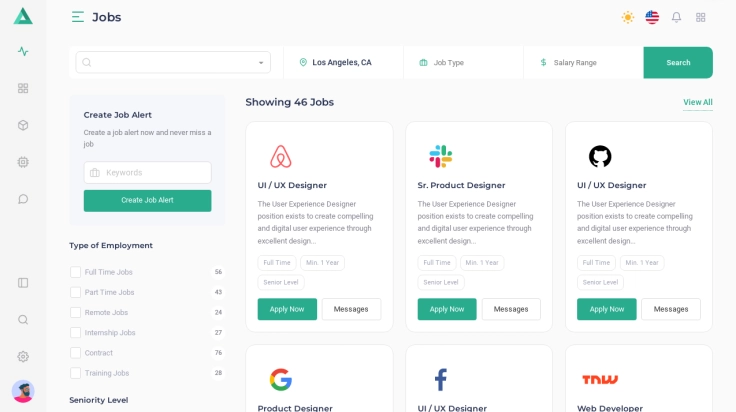 Jobs
Los Angeles, CA
Job Type
$ Salary Range
Search
Create Job Alert
Create a job alert now and never miss a
job
Keywords
Create Job Alert
Type of Employment
Full Time Jobs 56
Part Time Jobs 43
Remote Jobs 24
Internship Jobs 27
Contract 76
Training Jobs 28
Seniority Level
Showing 46 Jobs
View All
UI / UX Designer
The User Experience Designer
position exists to create compelling
and digital user experience through
excellent design...
Full Time Min. 1 Year
Senior Level
Apply Now Messages
Sr. Product Designer
The User Experience Designer
position exists to create compelling
and digital user experience through
excellent design...
Full Time Min. 1 Year
Senior Level
Apply Now Messages
UI / UX Designer
The User Experience Designer
position exists to create compelling
and digital user experience through
excellent design...
Full Time Min. 1 Year
Senior Level
Apply Now Messages
Product Designer
UI / UX Designer
TNW
Web Developer